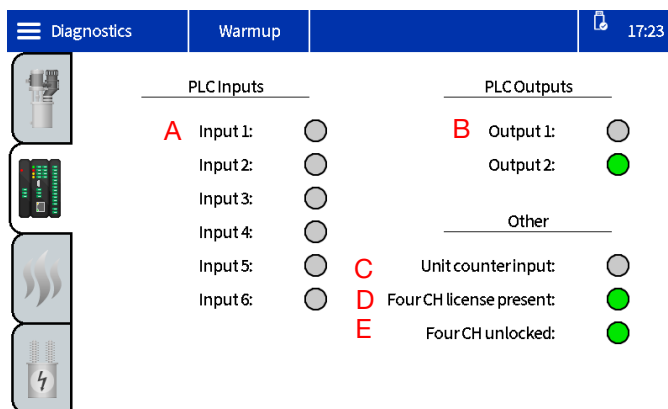 Diagnostics Warmup 17:23
PLC Inputs
A Input 1:
Input 2:
Input 3:
Input 4:
Input 5:
Input 6:
PLC Outputs
B Output 1:
Output 2:
Other
C Unit counter input:
D Four CH license present:
E Four CH unlocked: